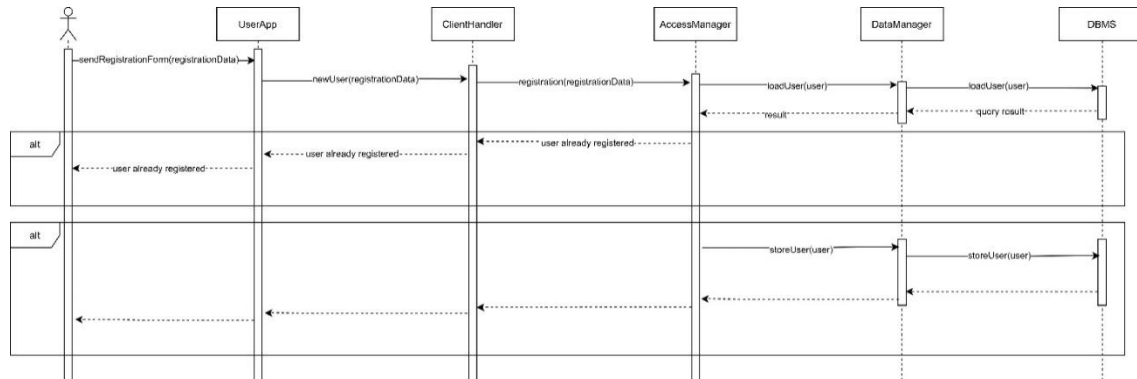 UserApp
ClientHandler
AccessManager
DataManager
DBMS
sendRegistrationForm(registrationData)
newUser(registrationData)
registration(registrationData)
loadUser(user)
loadUser(user)
result
query result
alt
user already registered
user already registered
user already registered
alt
storeUser(user)
storeUser(user)